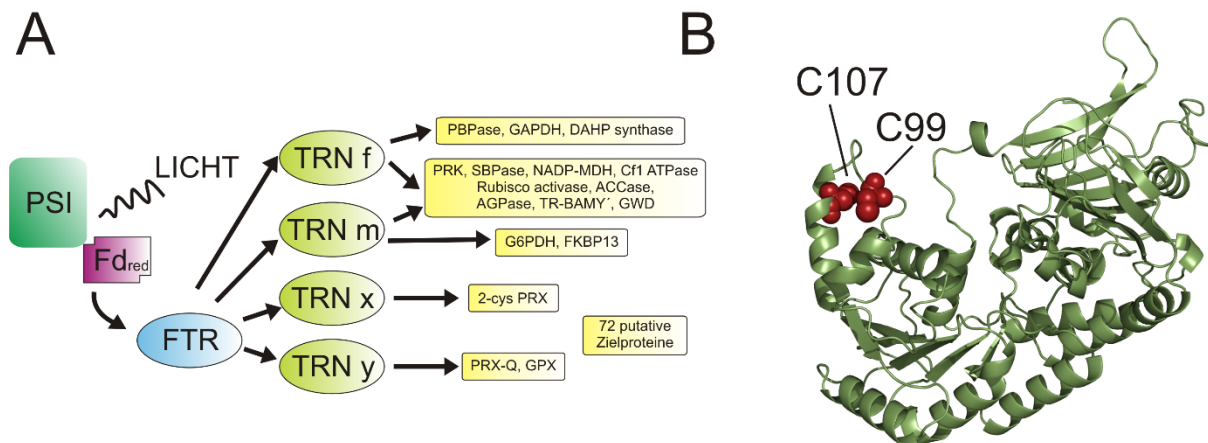 A
B
LICHT
PSI
Fdred
FTR
TRN f
TRN m
TRN x
TRN y
PBPase, GAPDH, DAHP synthase
PRK, SBPase, NADP-MDH, Cf1 ATPase
Rubisco activase, ACCase,
AGPase, TR-BAMY´, GWD
G6PDH, FKBP13
2-cys PRX
72 putative
Zielproteine
PRX-Q, GPX
C107
C99